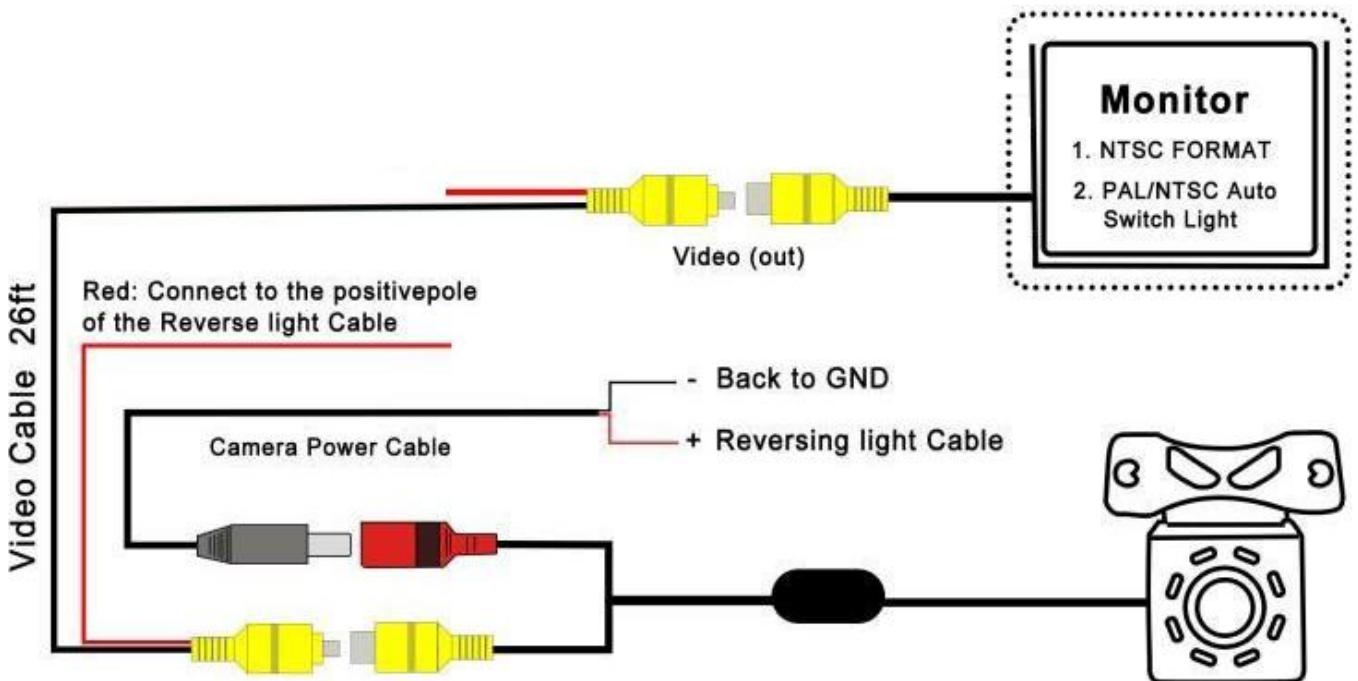 Monitor
1. NTSC FORMAT
2. PAL/NTSC Auto
Switch Light
Video (out)
Red: Connect to the positivepole
of the Reverse light Cable
Video Cable 26ft
- Back to GND
+ Reversing light Cable
Camera Power Cable